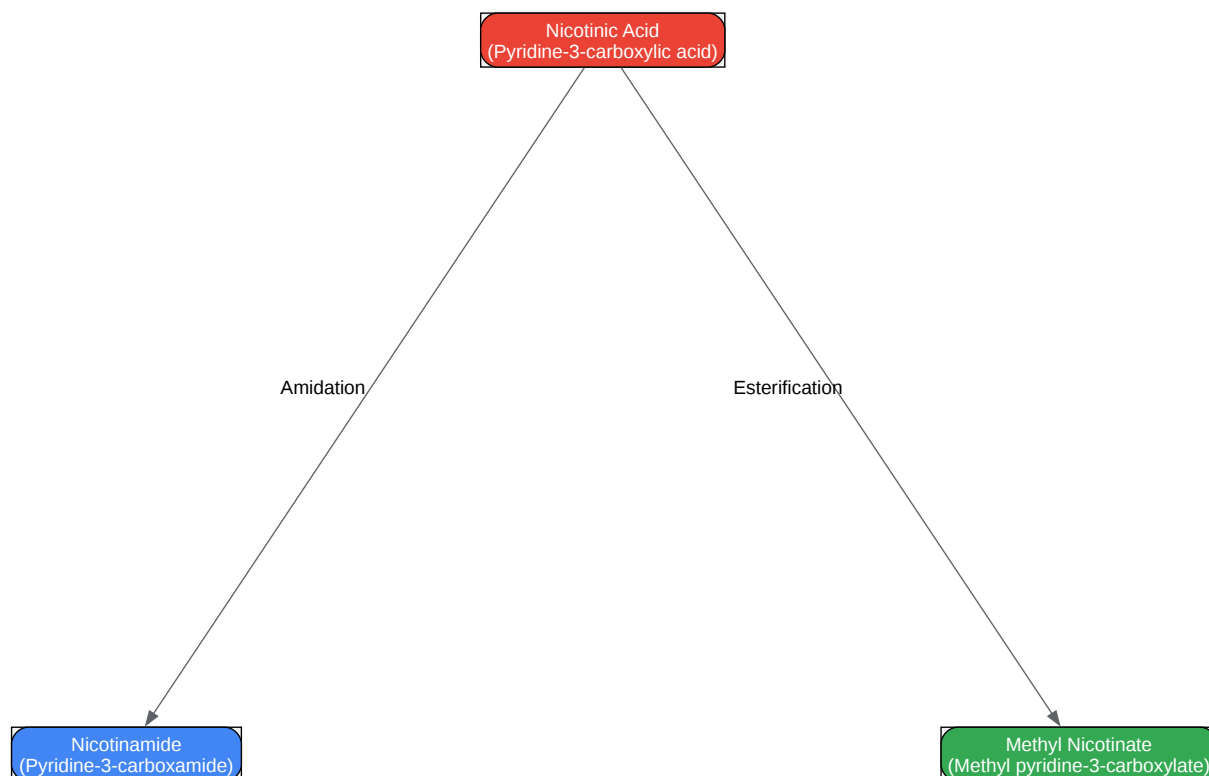 Nicotinic Acid
(Pyridine-3-carboxylic acid)
Amidation
Esterification
Nicotinamide
(Pyridine-3-carboxamide)
Methyl Nicotinate
(Methyl pyridine-3-carboxylate)